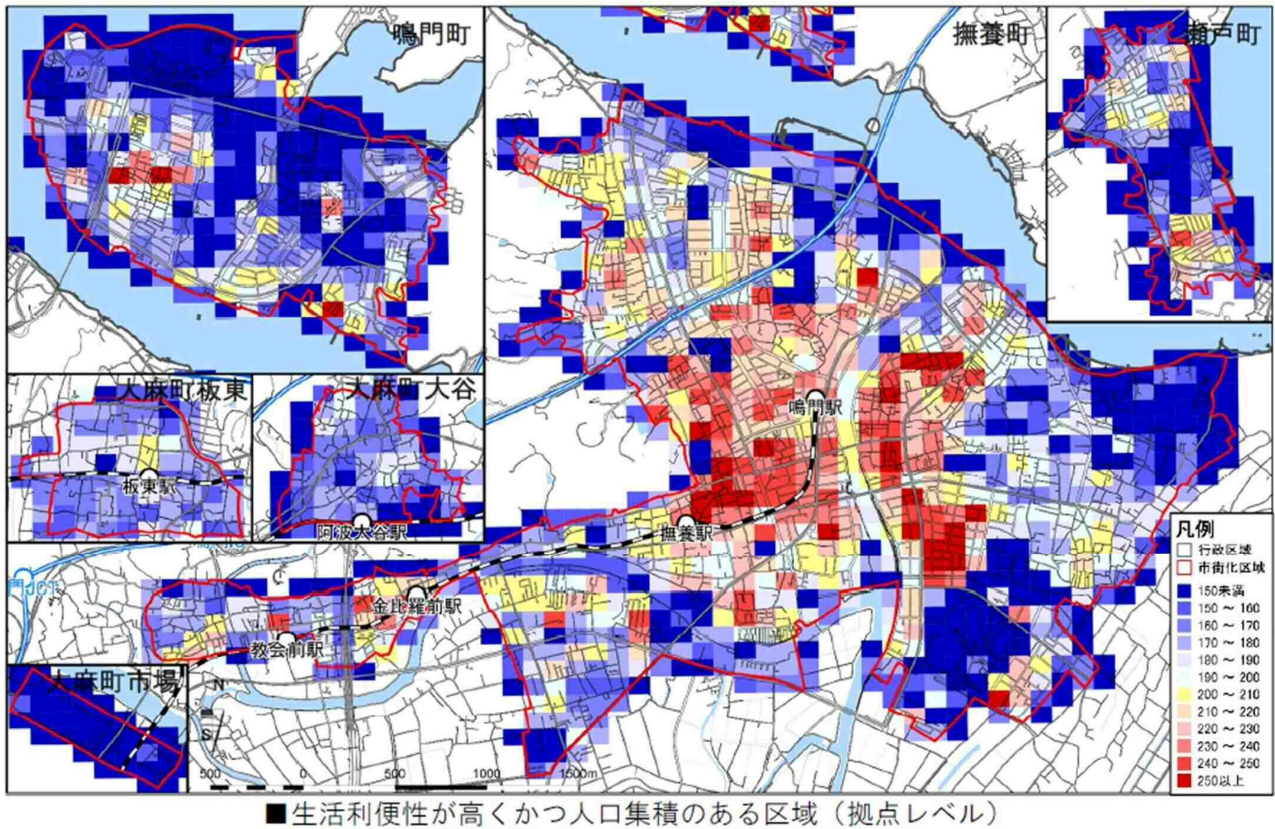 鳴門町
撫養町
瀬戸町
大麻町板東
大麻町大谷
鳴門駅
板東駅
阿波大谷駅
撫養駅
金比羅前駅
教会前駅
大麻町市場
N
S
500
0
500
1000
1500m
凡例
行政区域
市街化区域
150未満
150～160
160～170
170～180
180～190
190～200
200～210
210～220
220～230
230～240
240～250
250以上
■生活利便性が高くかつ人口集積のある区域（拠点レベル）